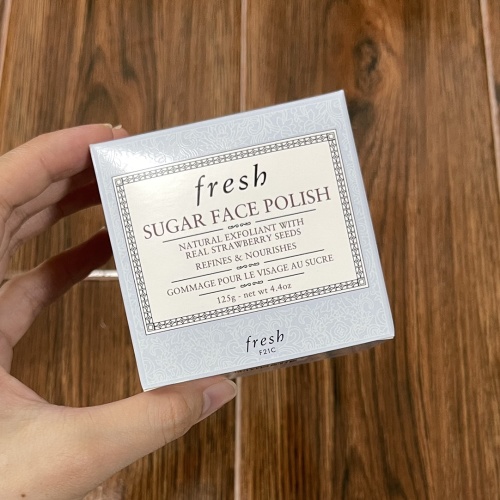 fresh
SUGAR FACE POLISH
NATURAL EXFOLIANT WITH
REAL STRAWBERRY SEEDS
REFINES & NOURISHES
GOMMAGE POUR LE VISAGE AU SUCRE
125g - net wt 4.4oz
fresh
F21C